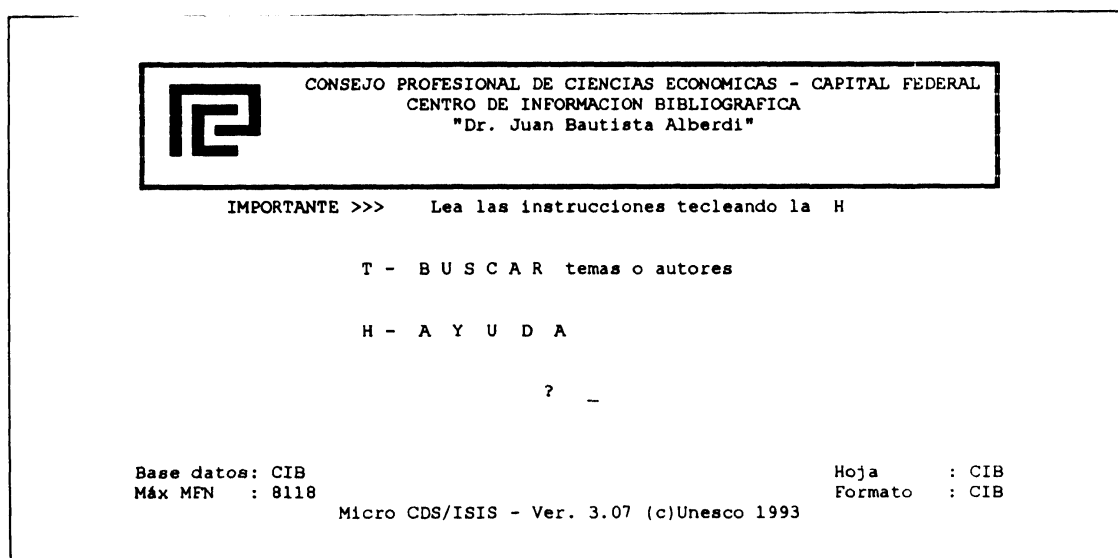 CONSEJO PROFESIONAL DE CIENCIAS ECONOMICAS - CAPITAL FEDERAL
CENTRO DE INFORMACION BIBLIOGRAFICA
"Dr. Juan Bautista Alberdi"
IMPORTANTE >>> Lea las instrucciones tecleando la H
T - B U S C A R temas o autores
H - A Y U D A
? _
Base datos: CIB Hoja : CIB
Máx MFN : 8118 Formato : CIB
Micro CDS/ISIS - Ver. 3.07 (c)Unesco 1993